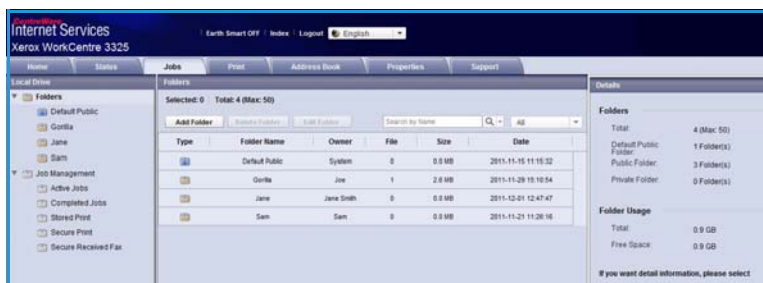 CentreWare
Internet Services
Xerox WorkCentre 3325
Earth Smart OFF | Index | Logout English
Home Status Jobs Print Address Book Properties Support
Local Drive
Folders
Default Public
Gorilla
Jane
Sam
Job Management
Active Jobs
Completed Jobs
Stored Print
Secure Print
Secure Received Fax
Folders
Selected: 0 Total: 4 (Max: 50)
Add Folder Delete Folder Edit Folder Search by Name All
Type Folder Name Owner File Size Date
Default Public System 0 0.0 MB 2011-11-15 11:15:32
Gorilla Joe 1 2.6 MB 2011-11-29 15:10:54
Jane Jane Smith 0 0.0 MB 2011-12-01 12:47:47
Sam Sam 0 0.0 MB 2011-11-21 11:26:16
Details
Folders
Total: 4 (Max: 50)
Default Public Folder: 1 Folder(s)
Public Folder: 3 Folder(s)
Private Folder: 0 Folder(s)
Folder Usage
Total: 0.9 GB
Free Space: 0.9 GB
If you want detail information, please select